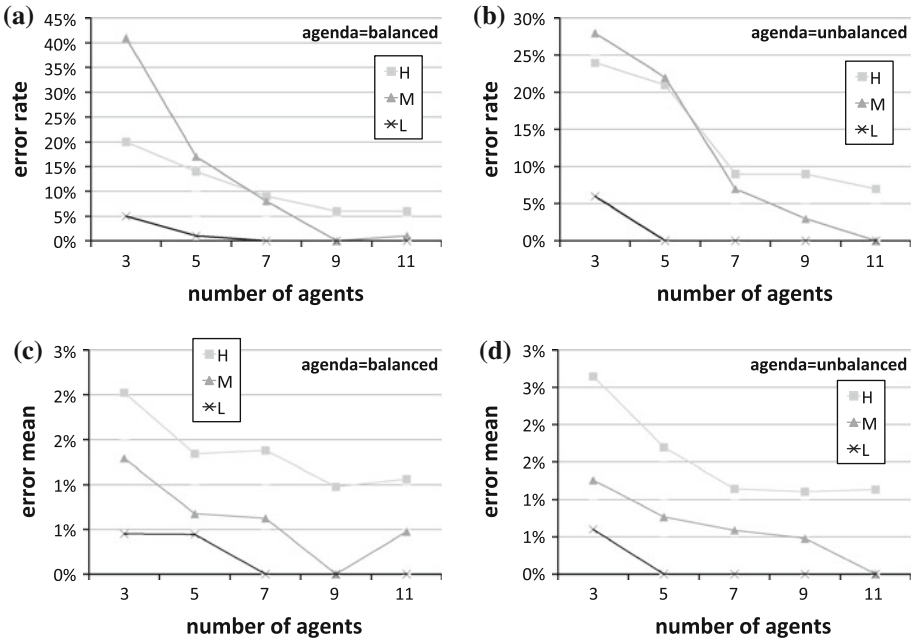 (a)
agenda=balanced
45%
40%
35%
30%
25%
20%
15%
10%
5%
0%
error rate
H
M
L
3 5 7 9 11
number of agents
(b)
agenda=unbalanced
30%
25%
20%
15%
10%
5%
0%
error rate
H
M
L
3 5 7 9 11
number of agents
(c)
agenda=balanced
3%
2%
2%
1%
1%
0%
error mean
H
M
L
3 5 7 9 11
number of agents
(d)
agenda=unbalanced
3%
3%
2%
2%
1%
1%
0%
error mean
H
M
L
3 5 7 9 11
number of agents